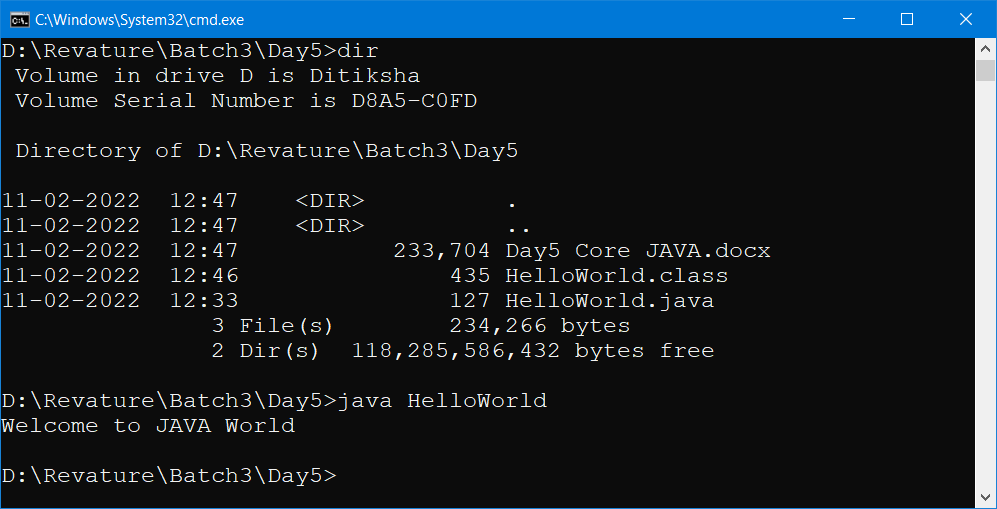 C:\Windows\System32\cmd.exe
D:\Revature\Batch3\Day5>dir
 Volume in drive D is Ditiksha
 Volume Serial Number is D8A5-C0FD

 Directory of D:\Revature\Batch3\Day5

11-02-2022  12:47    <DIR>          .
11-02-2022  12:47    <DIR>          ..
11-02-2022  12:47           233,704 Day5 Core JAVA.docx
11-02-2022  12:46               435 HelloWorld.class
11-02-2022  12:33               127 HelloWorld.java
               3 File(s)        234,266 bytes
               2 Dir(s)  118,285,586,432 bytes free

D:\Revature\Batch3\Day5>java HelloWorld
Welcome to JAVA World

D:\Revature\Batch3\Day5>